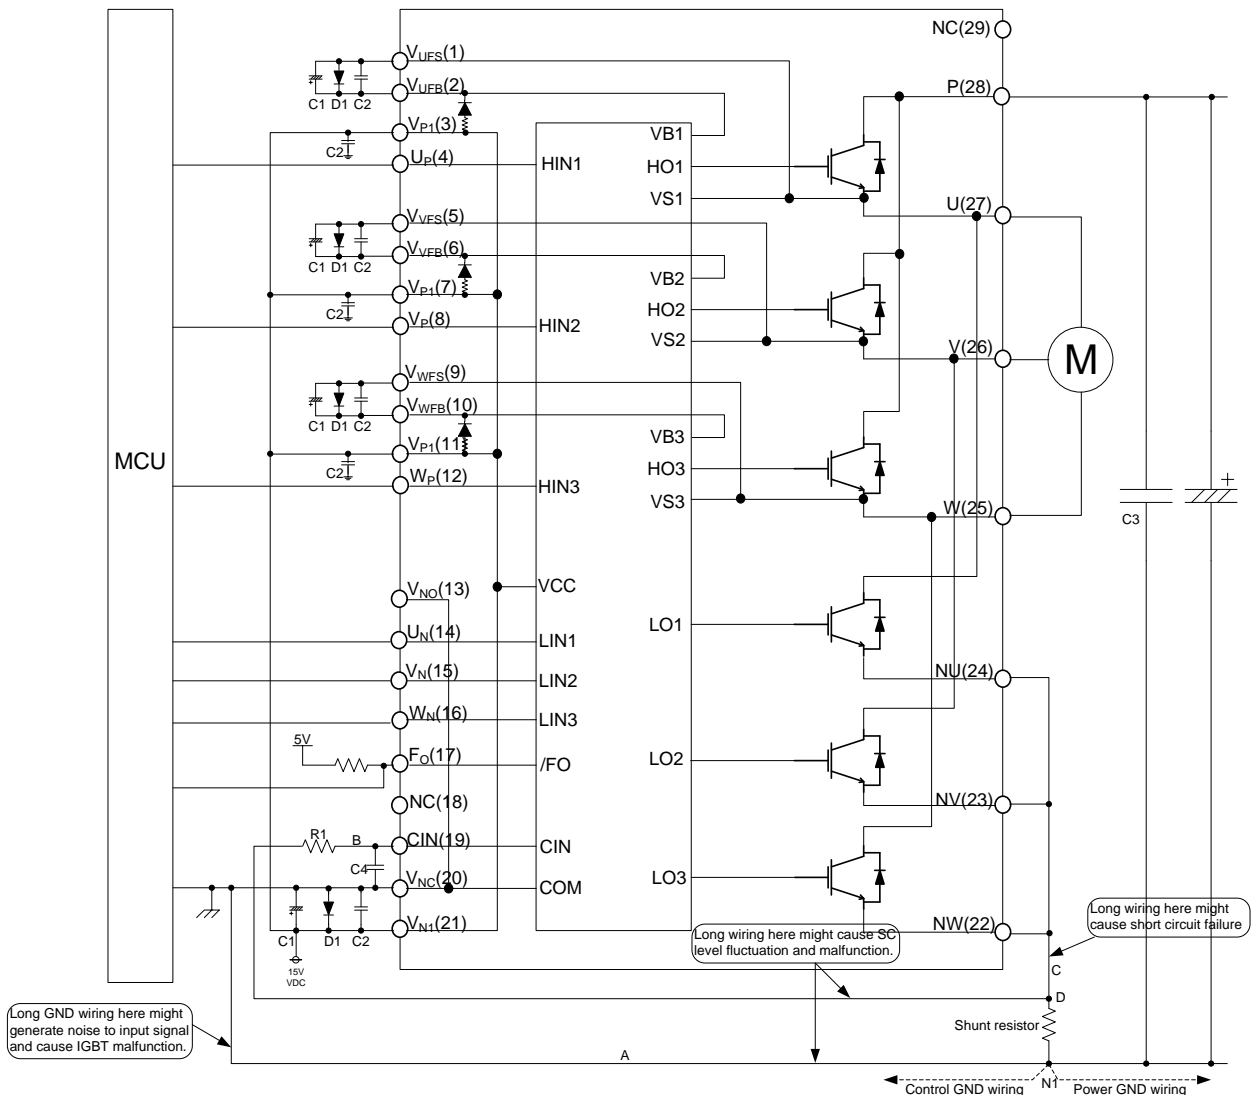 NC(29)
VUFS(1)
C1 D1 C2
VUFB(2)
P(28)
VP1(3)
VB1
C2
UP(4)
HIN1
HO1
VS1
VVFS(5)
U(27)
C1 D1 C2
VVFB(6)
VB2
VP1(7)
C2
HO2
VP(8)
HIN2
VS2
V(26)
M
VWFS(9)
C1 D1 C2
VWFB(10)
VB3
VP1(11)
MCU
C2
HO3
WP(12)
HIN3
VS3
W(25)
+
C3
VCC
VNO(13)
UN(14)
LIN1
LO1
VN(15)
LIN2
NU(24)
WN(16)
LIN3
5V
FO(17)
/FO
LO2
NC(18)
NV(23)
R1
B
CIN(19)
CIN
C4
VNC(20)
COM
LO3
VN1(21)
C1 D1 C2
NW(22)
15V
VDC
Long wiring here might cause SC
level fluctuation and malfunction.
Long wiring here might
cause short circuit failure
C
D
Shunt resistor
Long GND wiring here might
generate noise to input signal
and cause IGBT malfunction.
A
Control GND wiring
N1
Power GND wiring